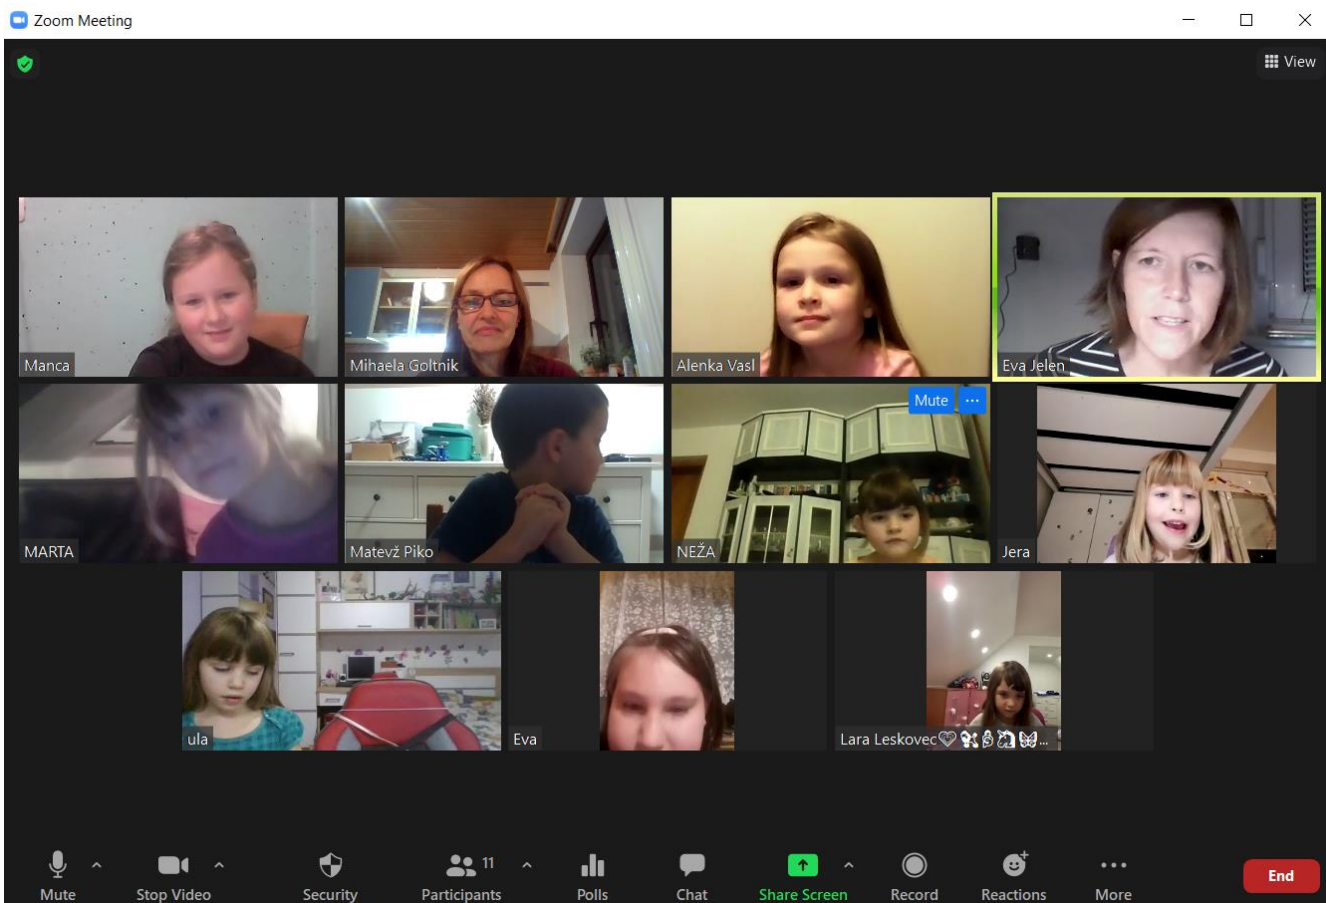 Zoom Meeting
View
Manca
Mihaela Goltnik
Alenka Vasl
Eva Jelen
MARTA
Matevž Piko
Mute ...
NEŽA
Jera
ula
Eva
Lara Leskovec...
11
Mute
Stop Video
Security
Participants
Polls
Chat
Share Screen
Record
Reactions
More
End